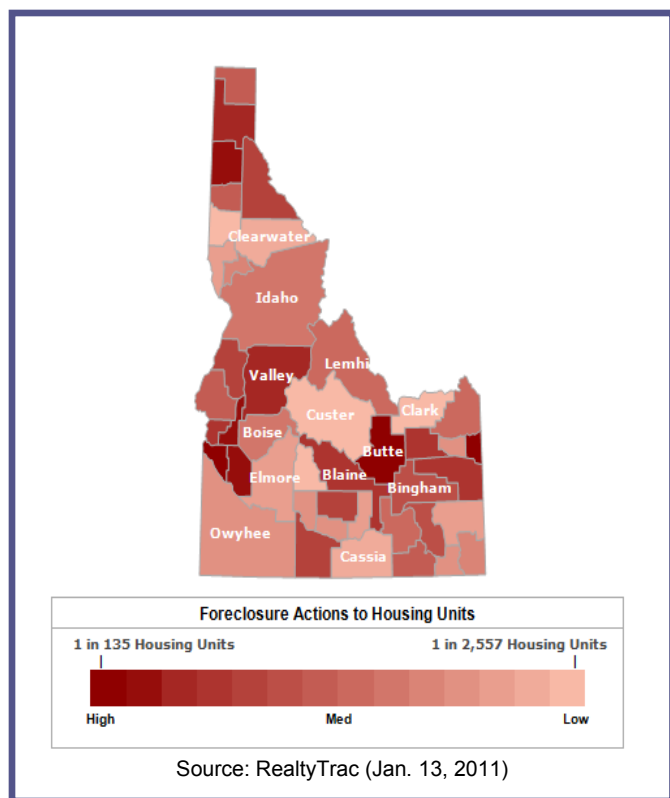 Clearwater
Idaho
Lemhi
Valley
Clark
Custer
Boise
Butte
Blaine
Elmore
Bingham
Owyhee
Cassia
Foreclosure Actions to Housing Units
1 in 135 Housing Units 1 in 2,557 Housing Units
High Med Low
Source: RealtyTrac (Jan. 13, 2011)